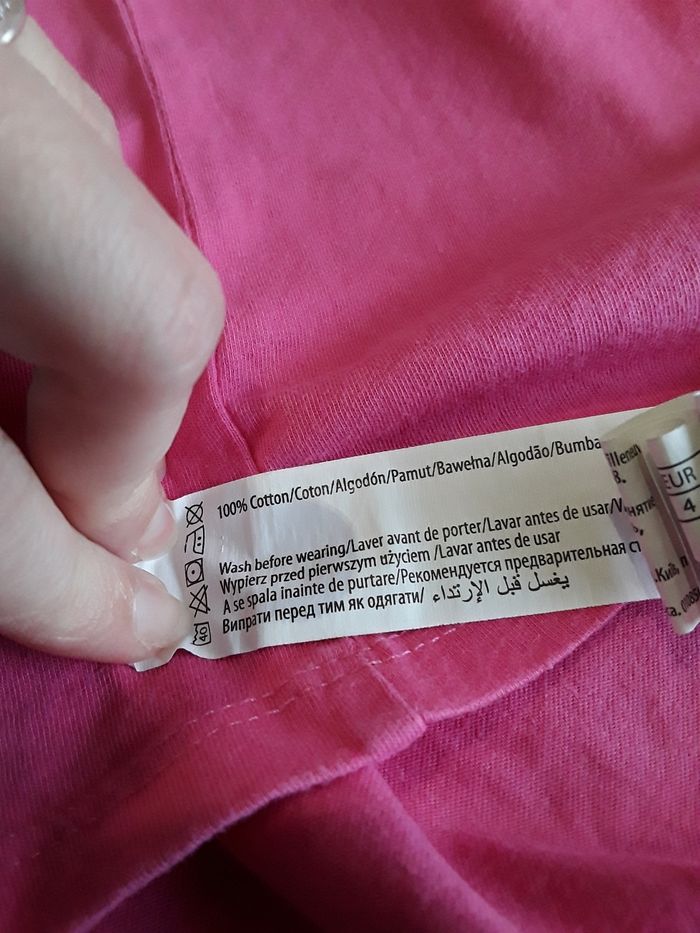 100% Cotton/Coton/Algodón/Pamut/Bawełna/Algodão/Bumba
Wash before wearing/Laver avant de porter/Lavar antes de usar/
Wypierz przed pierwszym użyciem /Lavar antes de usar
A se spala inainte de purtare/Рекомендуется предварительная
Випрати перед тим як одягати/ يغسل قبل الإرتداء
40
EUR
4